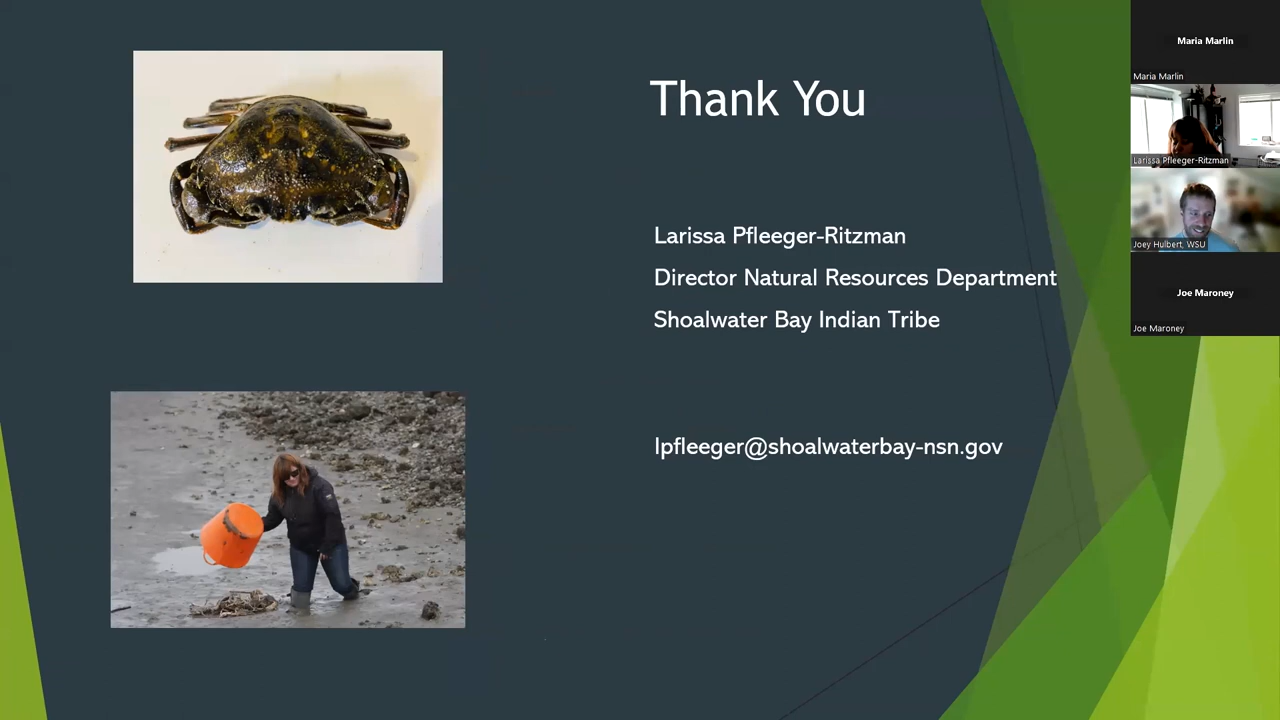 Thank You
Larissa Pfleeger-Ritzman
Director Natural Resources Department
Shoalwater Bay Indian Tribe
lpfleeger@shoalwaterbay-nsn.gov
Maria Marlin
Maria Marlin
Larissa Pfleeger-Ritzman
Joey Hulbert, WSU
Joe Maroney
Joe Maroney